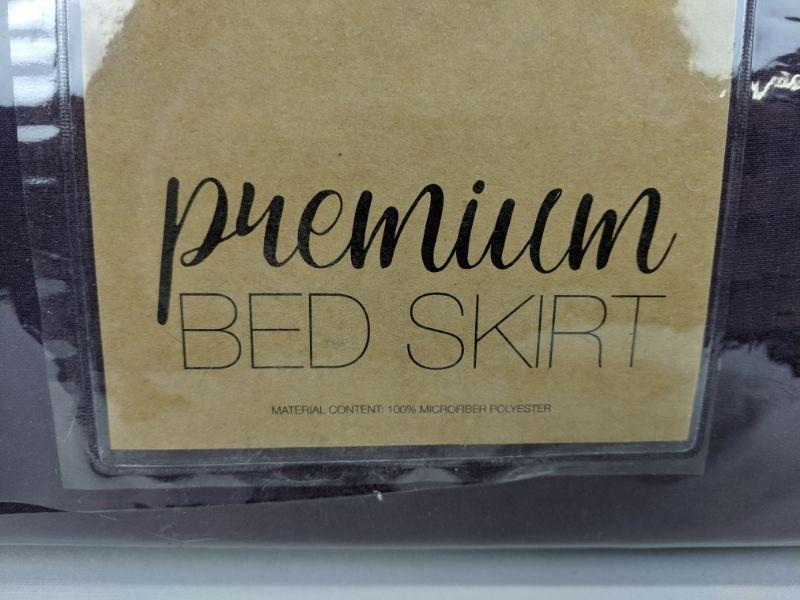 premium
BED SKIRT
MATERIAL CONTENT: 100% MICROFIBER POLYESTER